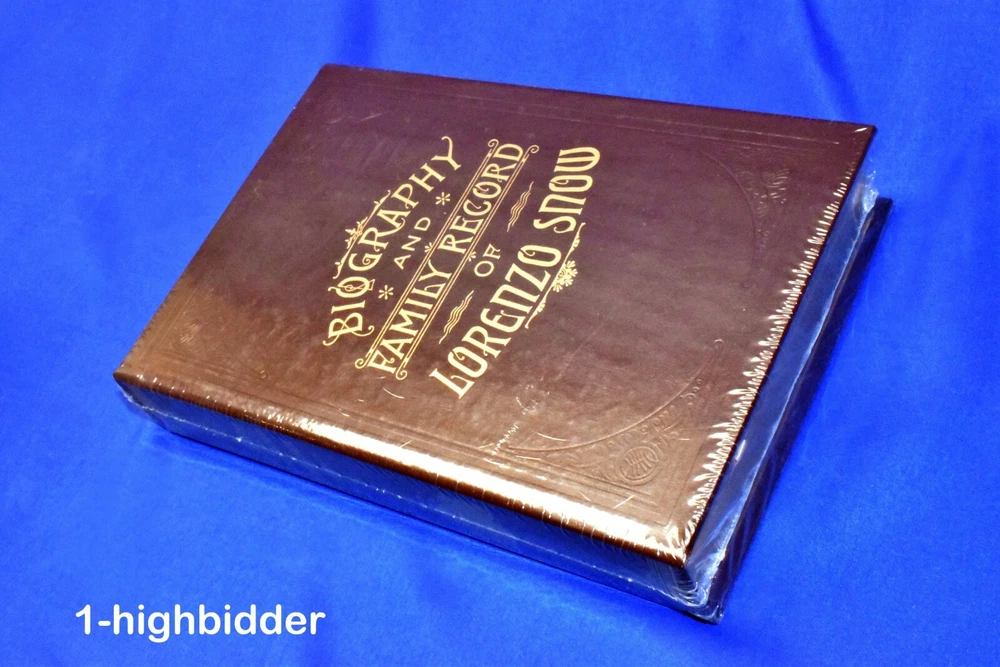 BIOGRAPHY
* AND *
FAMILY RECORD
OF
LORENZO SNOW
1-highbidder